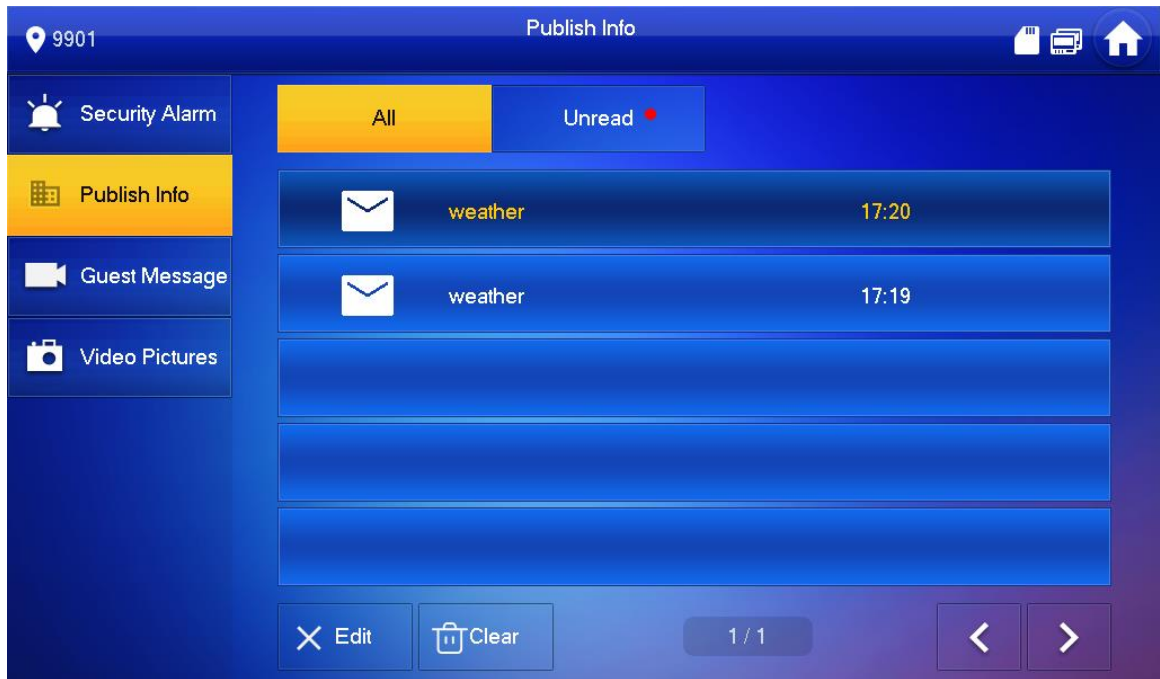 9901
Publish Info
Security Alarm
Publish Info
Guest Message
Video Pictures
All
Unread
weather 17:20
weather 17:19
Edit
Clear
1 / 1